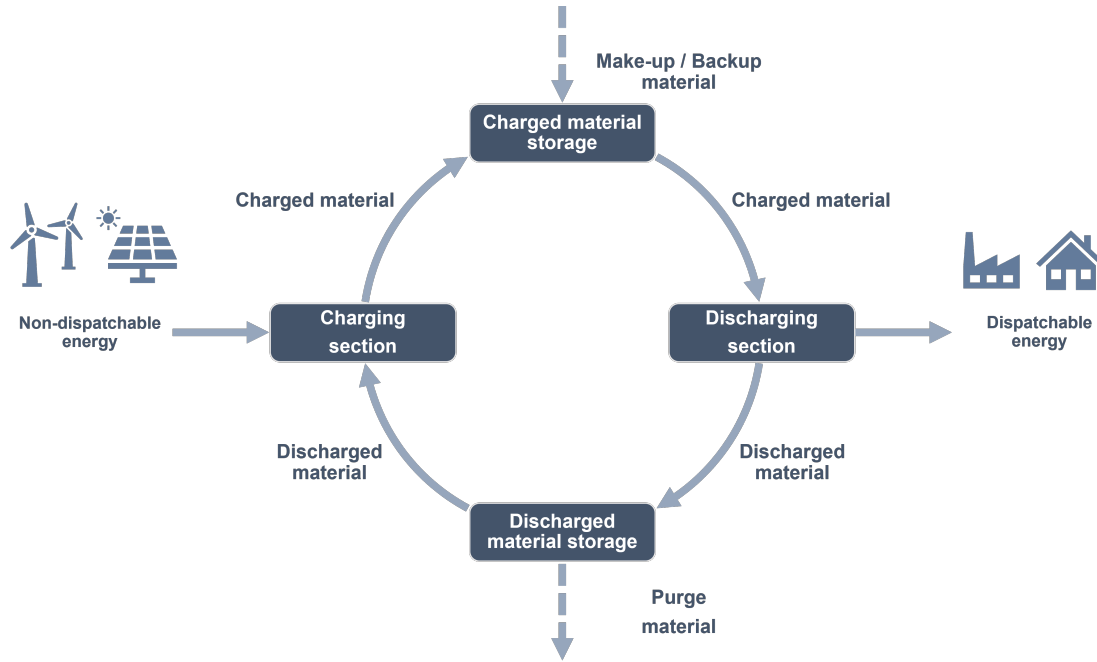 Make-up / Backup
material
Charged material
storage
Charged material
Charged material
Non-dispatchable
energy
Charging
section
Discharging
section
Dispatchable
energy
Discharged
material
Discharged
material
Discharged
material storage
Purge
material